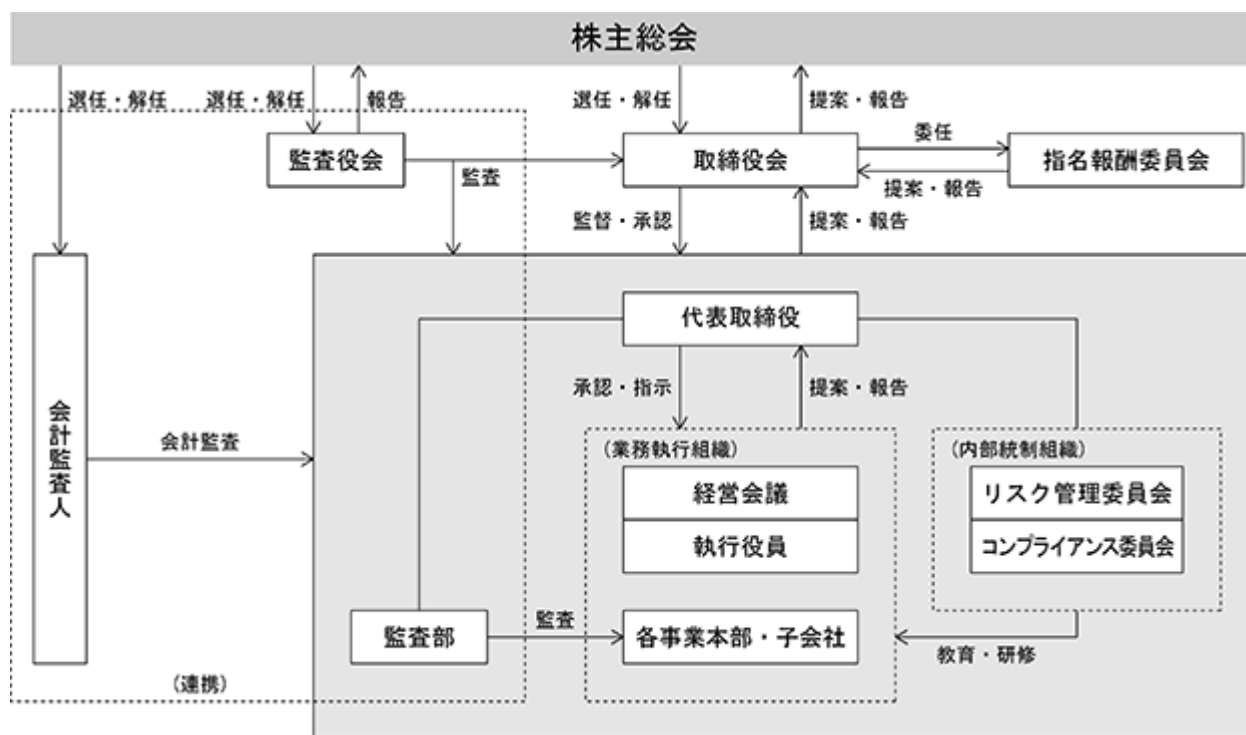 株主総会
選任・解任
選任・解任
報告
選任・解任
提案・報告
監査役会
取締役会
委任
指名報酬委員会
監査
提案・報告
監督・承認
提案・報告
代表取締役
承認・指示
提案・報告
会計監査人
会計監査
(業務執行組織)
(内部統制組織)
経営会議
リスク管理委員会
執行役員
コンプライアンス委員会
監査部
監査
各事業本部・子会社
教育・研修
(連携)